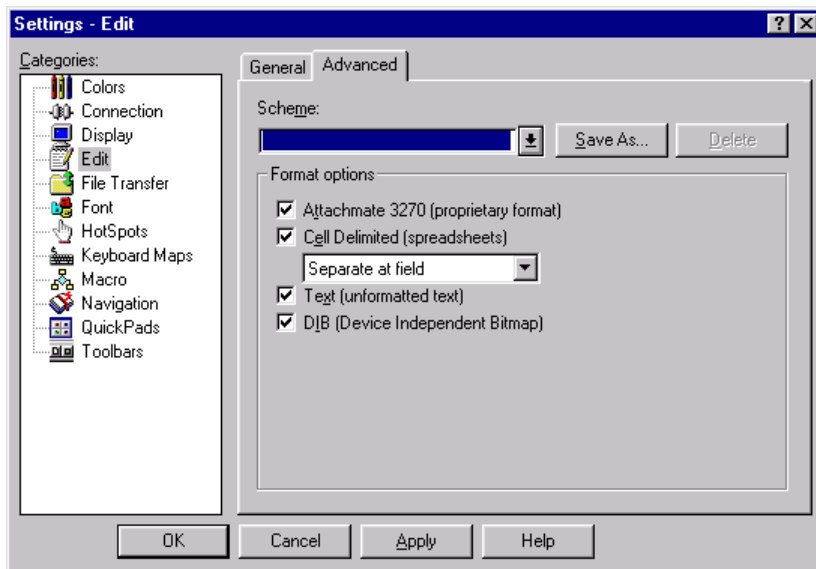 Settings - Edit
Categories:
Colors
Connection
Display
Edit
File Transfer
Font
HotSpots
Keyboard Maps
Macro
Navigation
QuickPads
Toolbars
General Advanced
Scheme:
Save As... Delete
Format options
Attachmate 3270 (proprietary format)
Cell Delimited (spreadsheets)
Separate at field
Text (unformatted text)
DIB (Device Independent Bitmap)
OK Cancel Apply Help